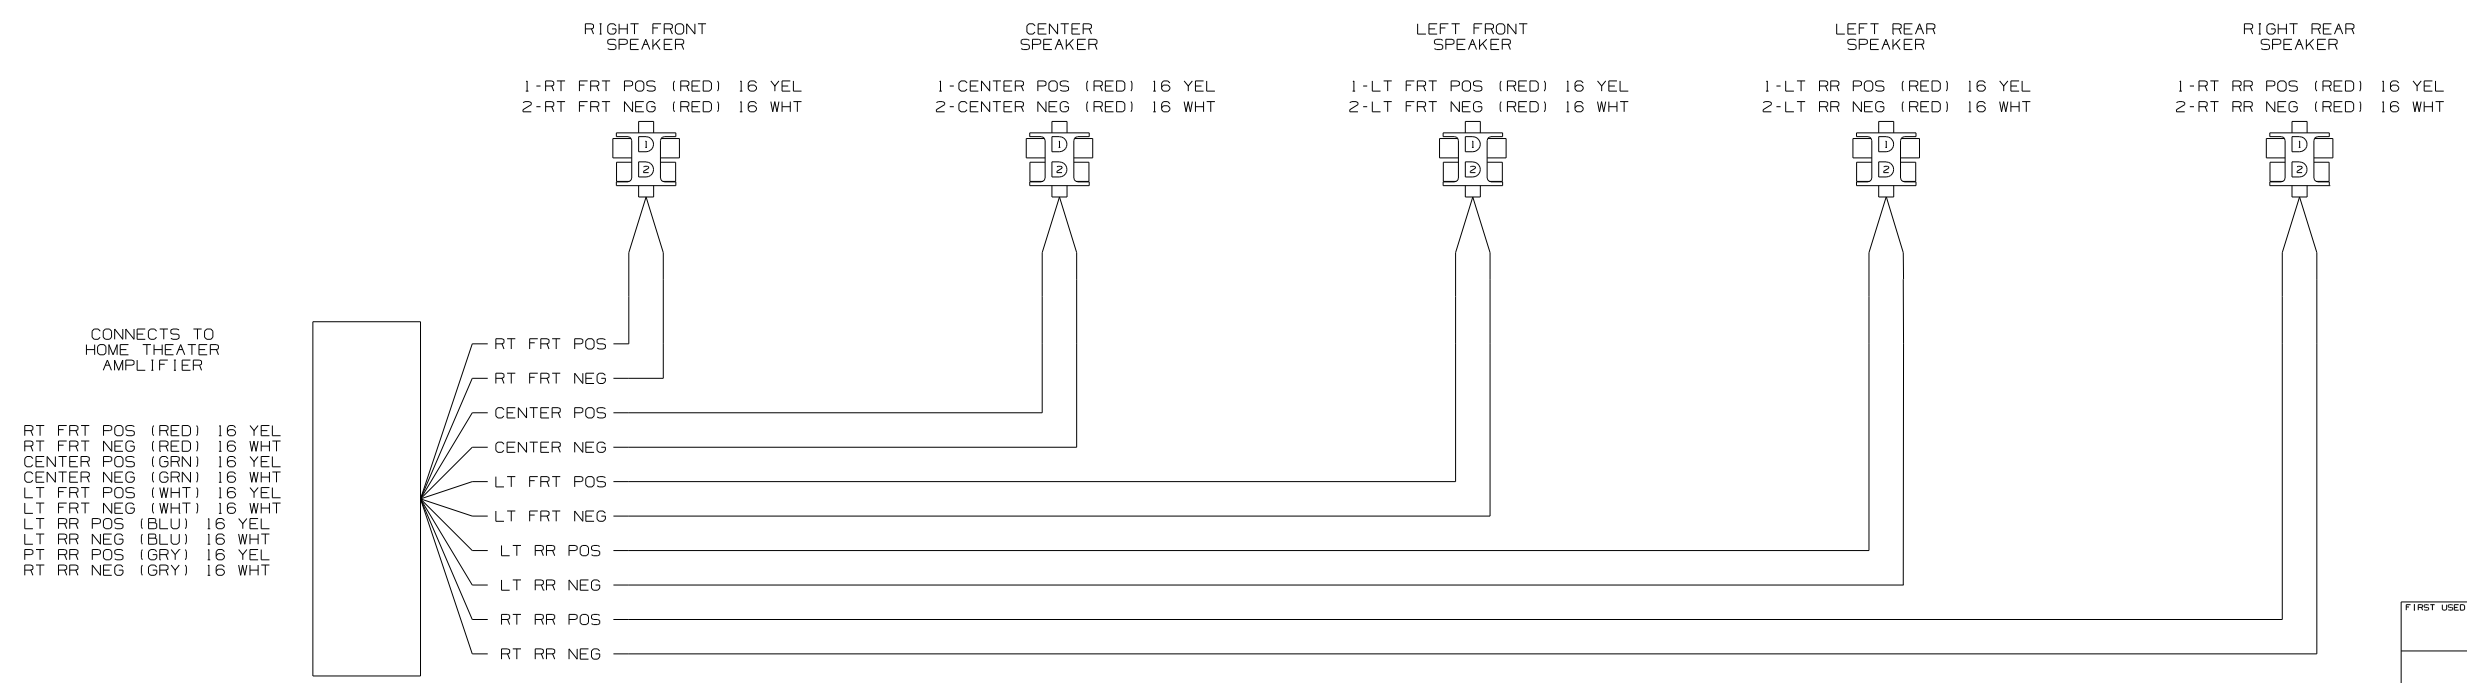 RIGHT FRONT
SPEAKER
1-RT FRT POS (RED) 16 YEL
2-RT FRT NEG (RED) 16 WHT
1
2
CENTER
SPEAKER
1-CENTER POS (RED) 16 YEL
2-CENTER NEG (RED) 16 WHT
1
2
LEFT FRONT
SPEAKER
1-LT FRT POS (RED) 16 YEL
2-LT FRT NEG (RED) 16 WHT
1
2
LEFT REAR
SPEAKER
1-LT RR POS (RED) 16 YEL
2-LT RR NEG (RED) 16 WHT
1
2
RIGHT REAR
SPEAKER
1-RT RR POS (RED) 16 YEL
2-RT RR NEG (RED) 16 WHT
1
2
CONNECTS TO
HOME THEATER
AMPLIFIER
RT FRT POS (RED) 16 YEL
RT FRT NEG (RED) 16 WHT
CENTER POS (GRN) 16 YEL
CENTER NEG (GRN) 16 WHT
LT FRT POS (WHT) 16 YEL
LT FRT NEG (WHT) 16 WHT
LT RR POS (BLU) 16 YEL
LT RR NEG (BLU) 16 WHT
PT RR POS (GRY) 16 YEL
RT RR NEG (GRY) 16 WHT
RT FRT POS
RT FRT NEG
CENTER POS
CENTER NEG
LT FRT POS
LT FRT NEG
LT RR POS
LT RR NEG
RT RR POS
RT RR NEG
FIRST USED